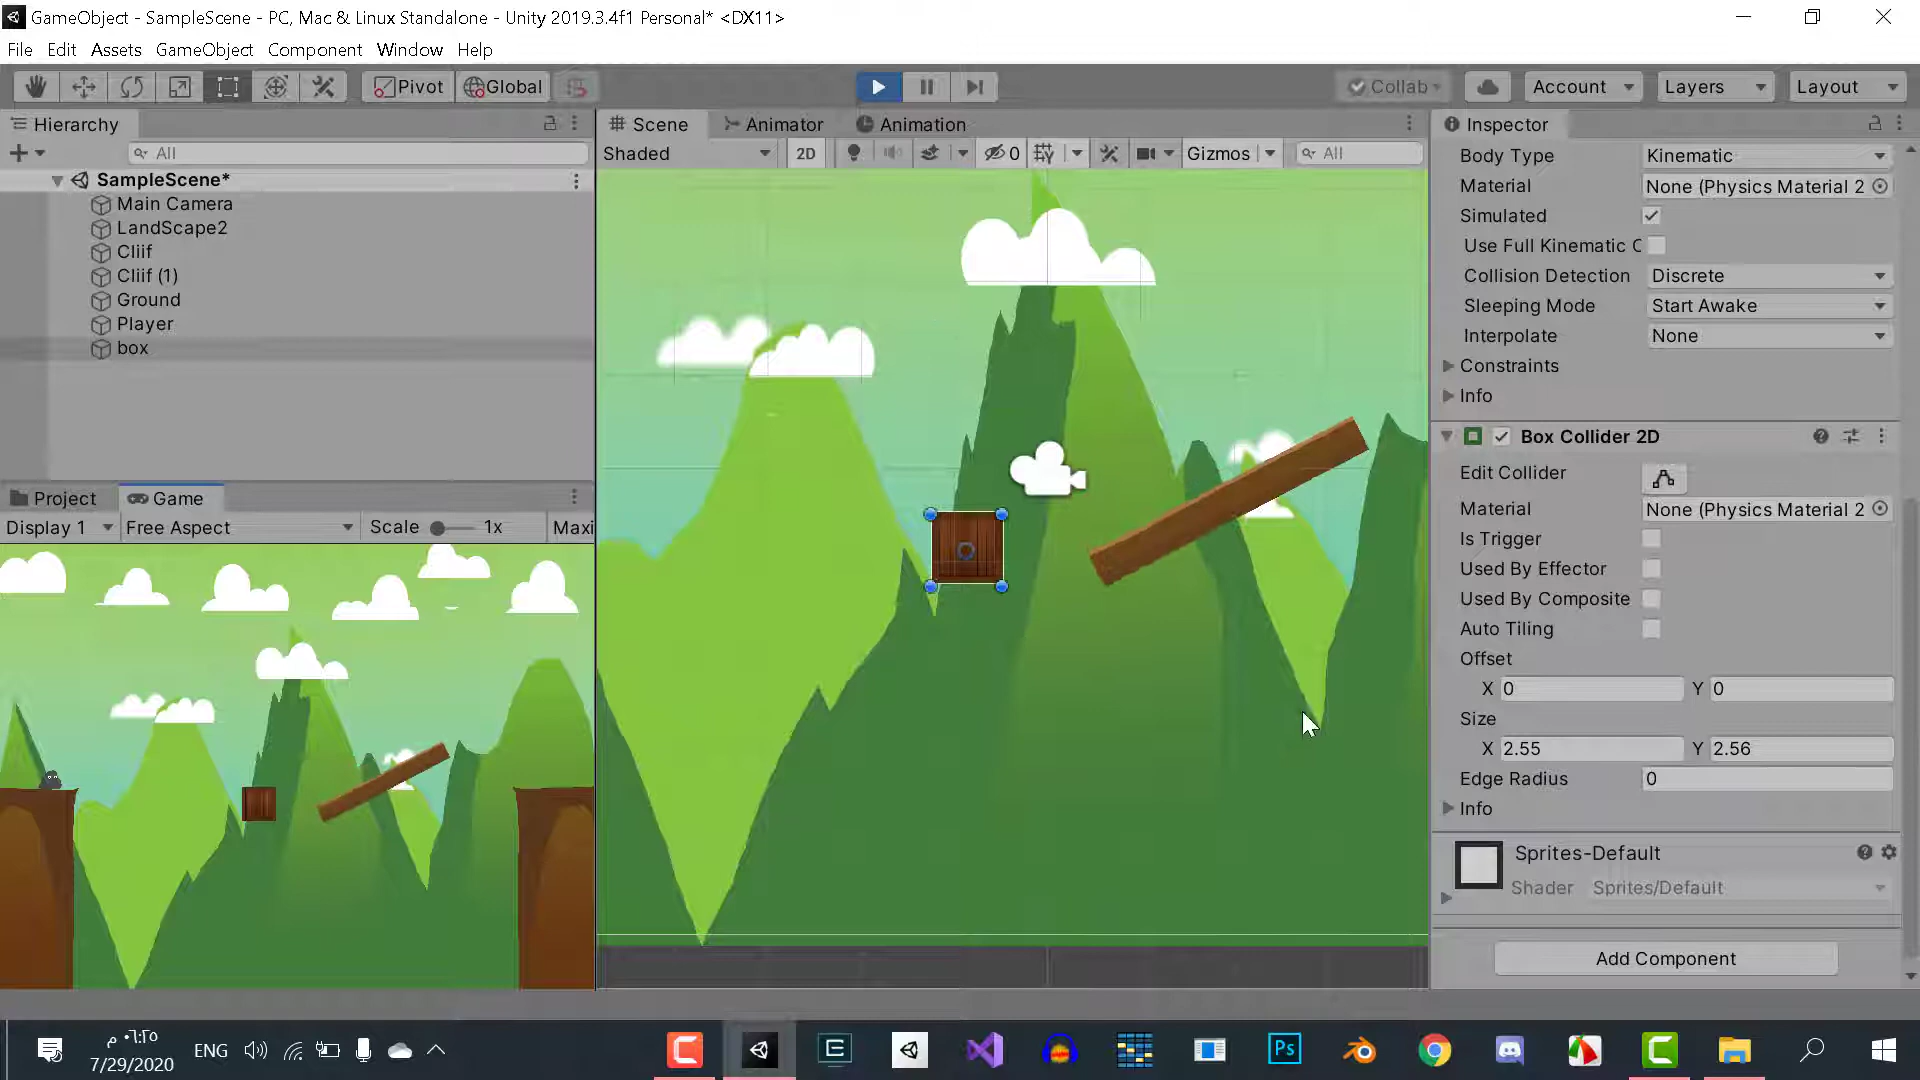 GameObject - SampleScene - PC, Mac & Linux Standalone - Unity 2019.3.4f1 Personal* <DX11>
File Edit Assets GameObject Component Window Help
Pivot Global Collab Account Layers Layout
Hierarchy
All
SampleScene*
Main Camera
LandScape2
Cliif
Cliif (1)
Ground
Player
box
Project Game
Display 1 Free Aspect Scale 1x Maxi
Scene Animator Animation
Shaded 2D 0 Gizmos All
Inspector
Body Type Kinematic
Material None (Physics Material 2
Simulated
Use Full Kinematic C
Collision Detection Discrete
Sleeping Mode Start Awake
Interpolate None
Constraints
Info
Box Collider 2D
Edit Collider
Material None (Physics Material 2
Is Trigger
Used By Effector
Used By Composite
Auto Tiling
Offset
X 0 Y 0
Size
X 2.55 Y 2.56
Edge Radius 0
Info
Sprites-Default
Shader Sprites/Default
Add Component
٠٦:٢٥ م
7/29/2020
ENG
Ps